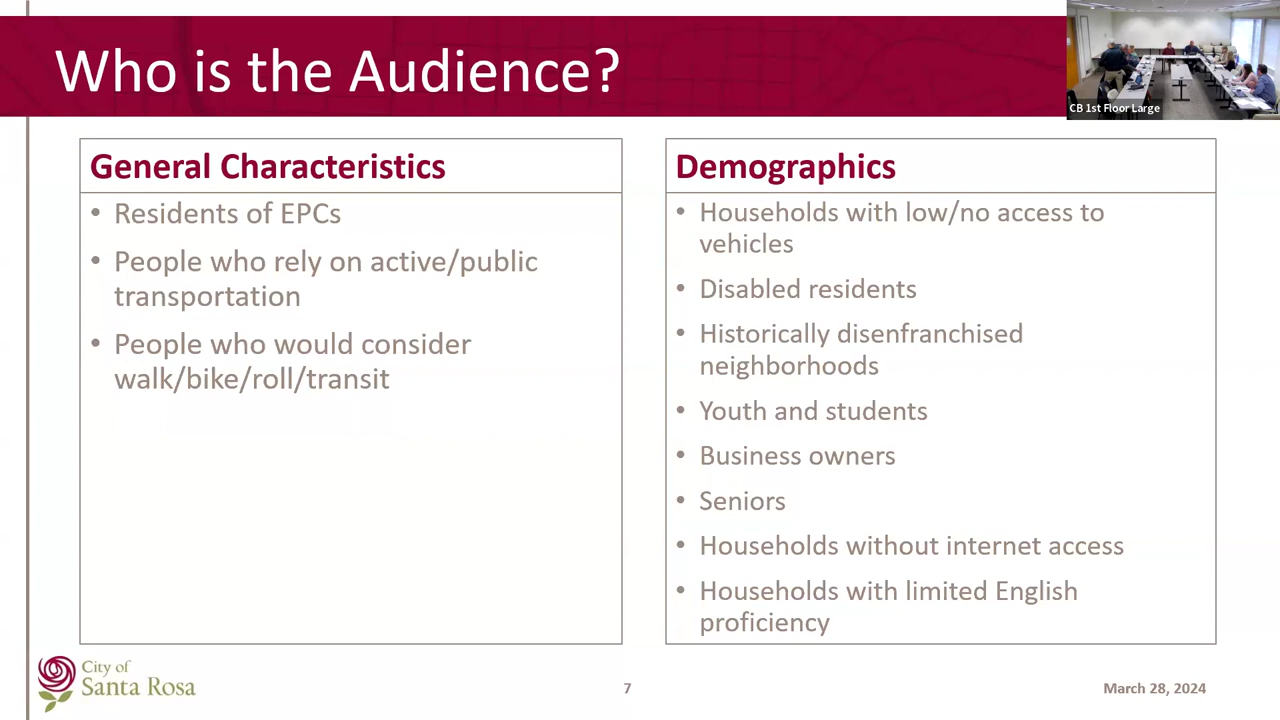 Who is the Audience?
CB 1st Floor Large
General Characteristics
• Residents of EPCs
• People who rely on active/public
transportation
• People who would consider
walk/bike/roll/transit
Demographics
• Households with low/no access to
vehicles
• Disabled residents
• Historically disenfranchised
neighborhoods
• Youth and students
• Business owners
• Seniors
• Households without internet access
• Households with limited English
proficiency
City of
Santa Rosa
7
March 28, 2024